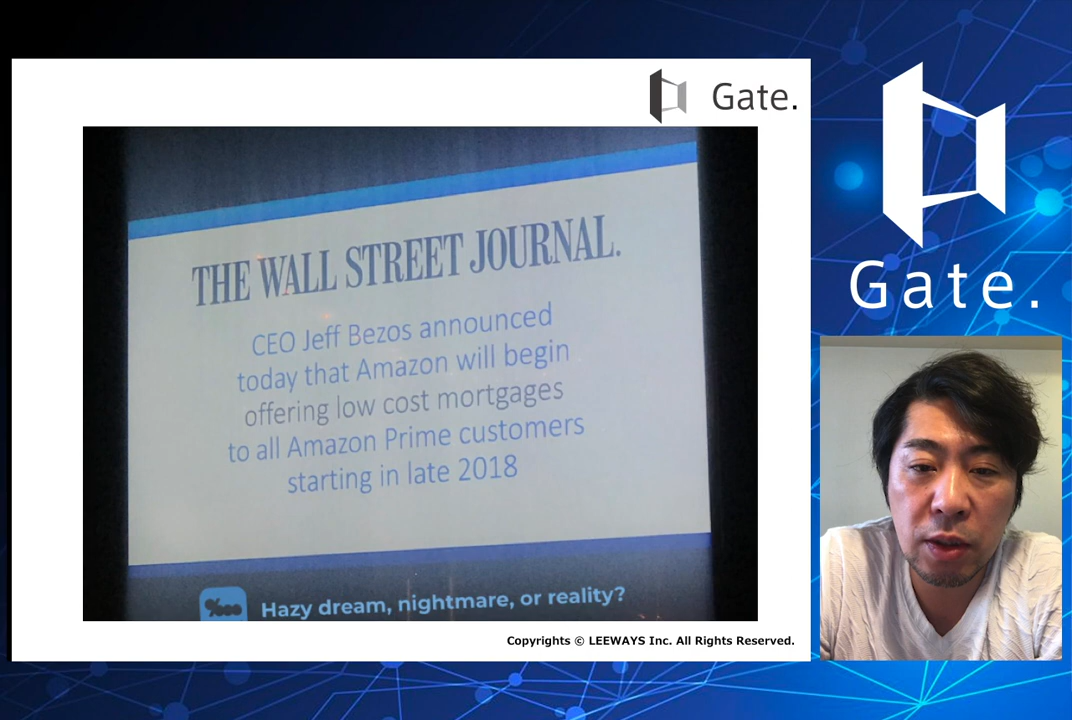 Gate.
THE WALL STREET JOURNAL.
CEO Jeff Bezos announced
today that Amazon will begin
offering low cost mortgages
to all Amazon Prime customers
starting in late 2018
Hazy dream, nightmare, or reality?
Copyrights © LEEWAYS Inc. All Rights Reserved.
Gate.